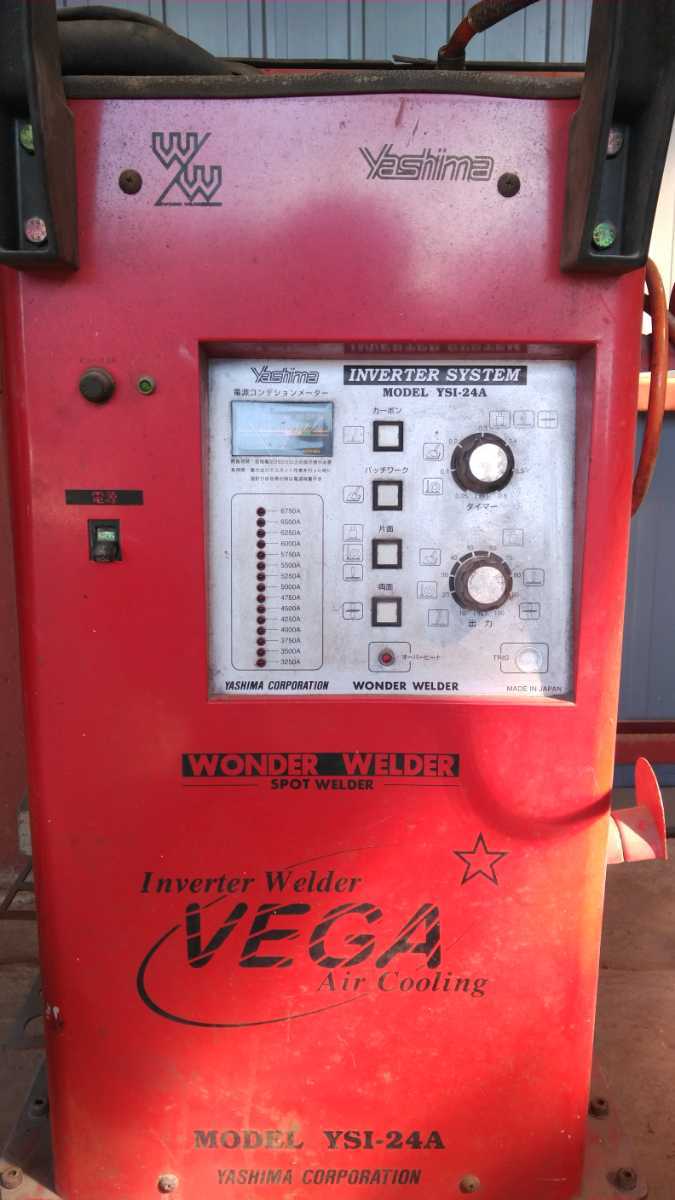 WW
Yashima
Yashima
INVERTER SYSTEM
MODEL YSI-24A
電源コンデションメーター
カーボン
パッチワーク
片面
両面
タイマー
出力
電源
6750A
6500A
6250A
6000A
5750A
5500A
5250A
5000A
4750A
4500A
4250A
4000A
3750A
3500A
3250A
オーバーヒート
TRIG
YASHIMA CORPORATION
WONDER WELDER
MADE IN JAPAN
WONDER WELDER
SPOT WELDER
Inverter Welder
VEGA
Air Cooling
MODEL YSI-24A
YASHIMA CORPORATION